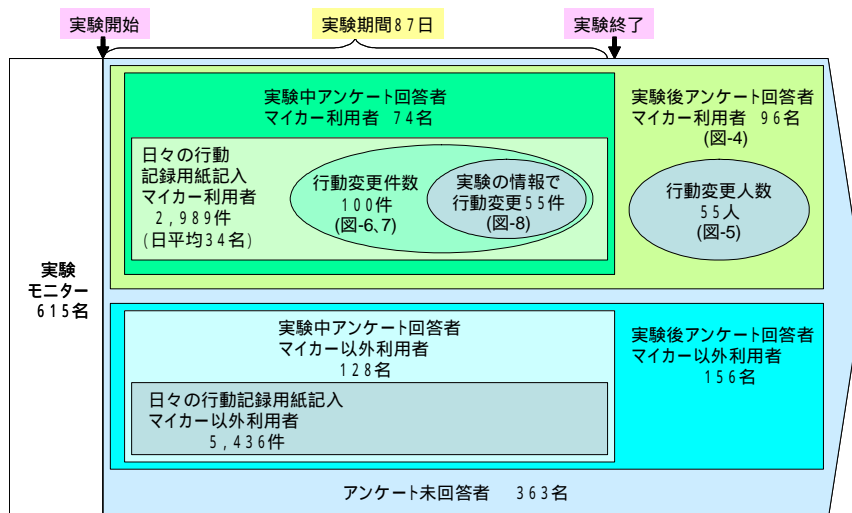 実験開始
実験期間87日
実験終了
実験中アンケート回答者
マイカー利用者 74名
実験後アンケート回答者
マイカー利用者 96名
(図-4)
日々の行動
記録用紙記入
マイカー利用者
2,989件
(日平均34名)
行動変更件数
100件
(図-6、7)
実験の情報で
行動変更55件
(図-8)
行動変更人数
55人
(図-5)
実験
モニター
615名
実験中アンケート回答者
マイカー以外利用者
128名
実験後アンケート回答者
マイカー以外利用者
156名
日々の行動記録用紙記入
マイカー以外利用者
5,436件
アンケート未回答者 363名